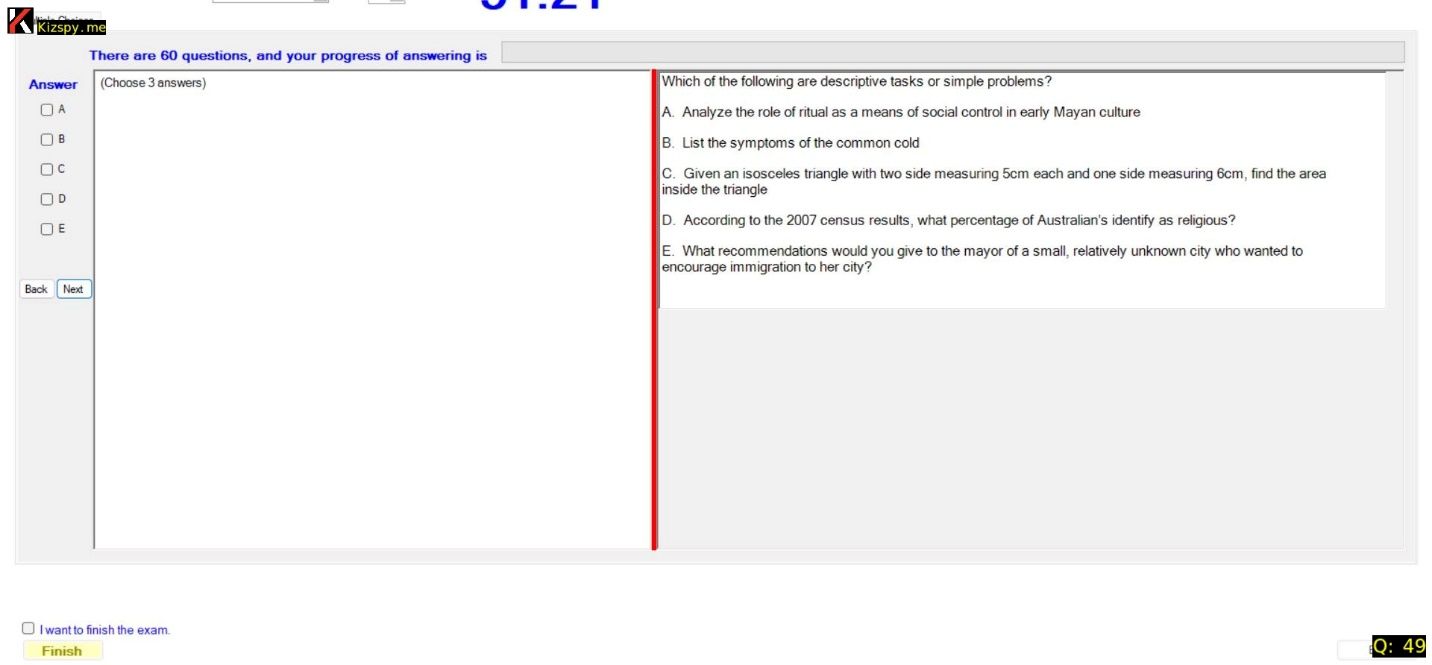 Kizspy.me
There are 60 questions, and your progress of answering is
Answer
(Choose 3 answers)
A
B
C
D
E
Back Next
Which of the following are descriptive tasks or simple problems?
A. Analyze the role of ritual as a means of social control in early Mayan culture
B. List the symptoms of the common cold
C. Given an isosceles triangle with two side measuring 5cm each and one side measuring 6cm, find the area
inside the triangle
D. According to the 2007 census results, what percentage of Australian's identify as religious?
E. What recommendations would you give to the mayor of a small, relatively unknown city who wanted to
encourage immigration to her city?
I want to finish the exam.
Finish
Q: 49